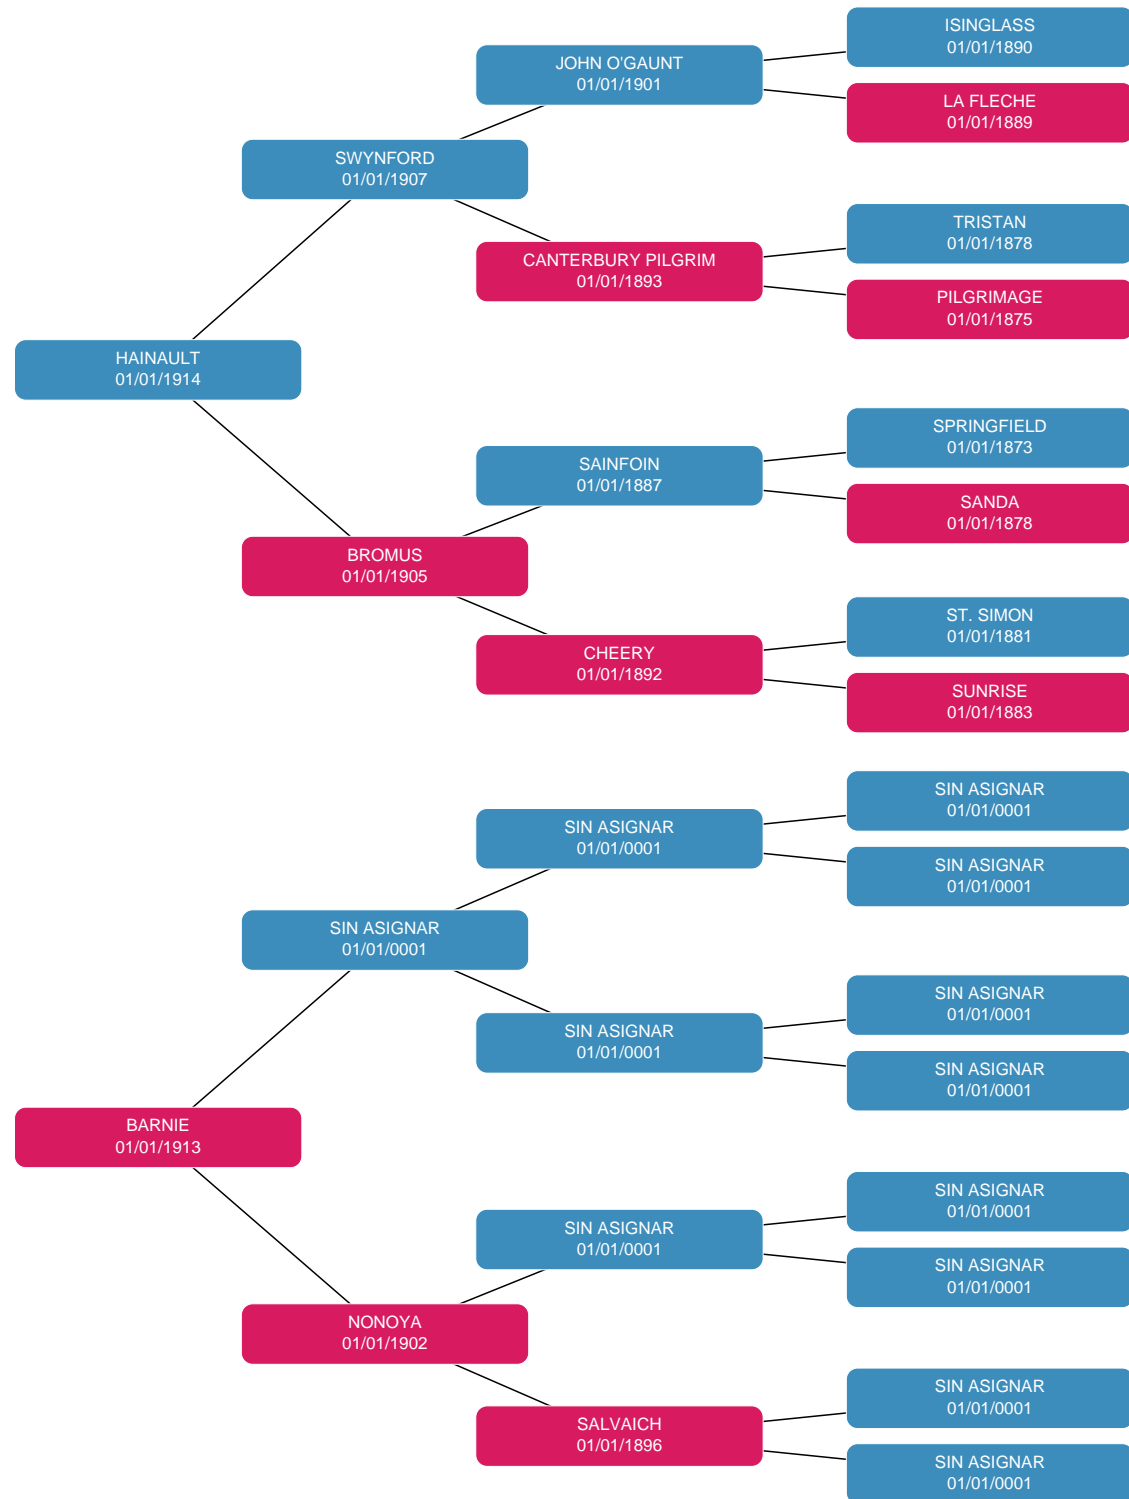 ISINGLASS
01/01/1890
JOHN O'GAUNT
01/01/1901
LA FLECHE
01/01/1889
SWYNFORD
01/01/1907
TRISTAN
01/01/1878
CANTERBURY PILGRIM
01/01/1893
PILGRIMAGE
01/01/1875
HAINAULT
01/01/1914
SPRINGFIELD
01/01/1873
SAINFOIN
01/01/1887
SANDA
01/01/1878
BROMUS
01/01/1905
ST. SIMON
01/01/1881
CHEERY
01/01/1892
SUNRISE
01/01/1883
SIN ASIGNAR
01/01/0001
SIN ASIGNAR
01/01/0001
SIN ASIGNAR
01/01/0001
SIN ASIGNAR
01/01/0001
SIN ASIGNAR
01/01/0001
SIN ASIGNAR
01/01/0001
SIN ASIGNAR
01/01/0001
BARNIE
01/01/1913
SIN ASIGNAR
01/01/0001
SIN ASIGNAR
01/01/0001
SIN ASIGNAR
01/01/0001
NONOYA
01/01/1902
SIN ASIGNAR
01/01/0001
SALVAICH
01/01/1896
SIN ASIGNAR
01/01/0001